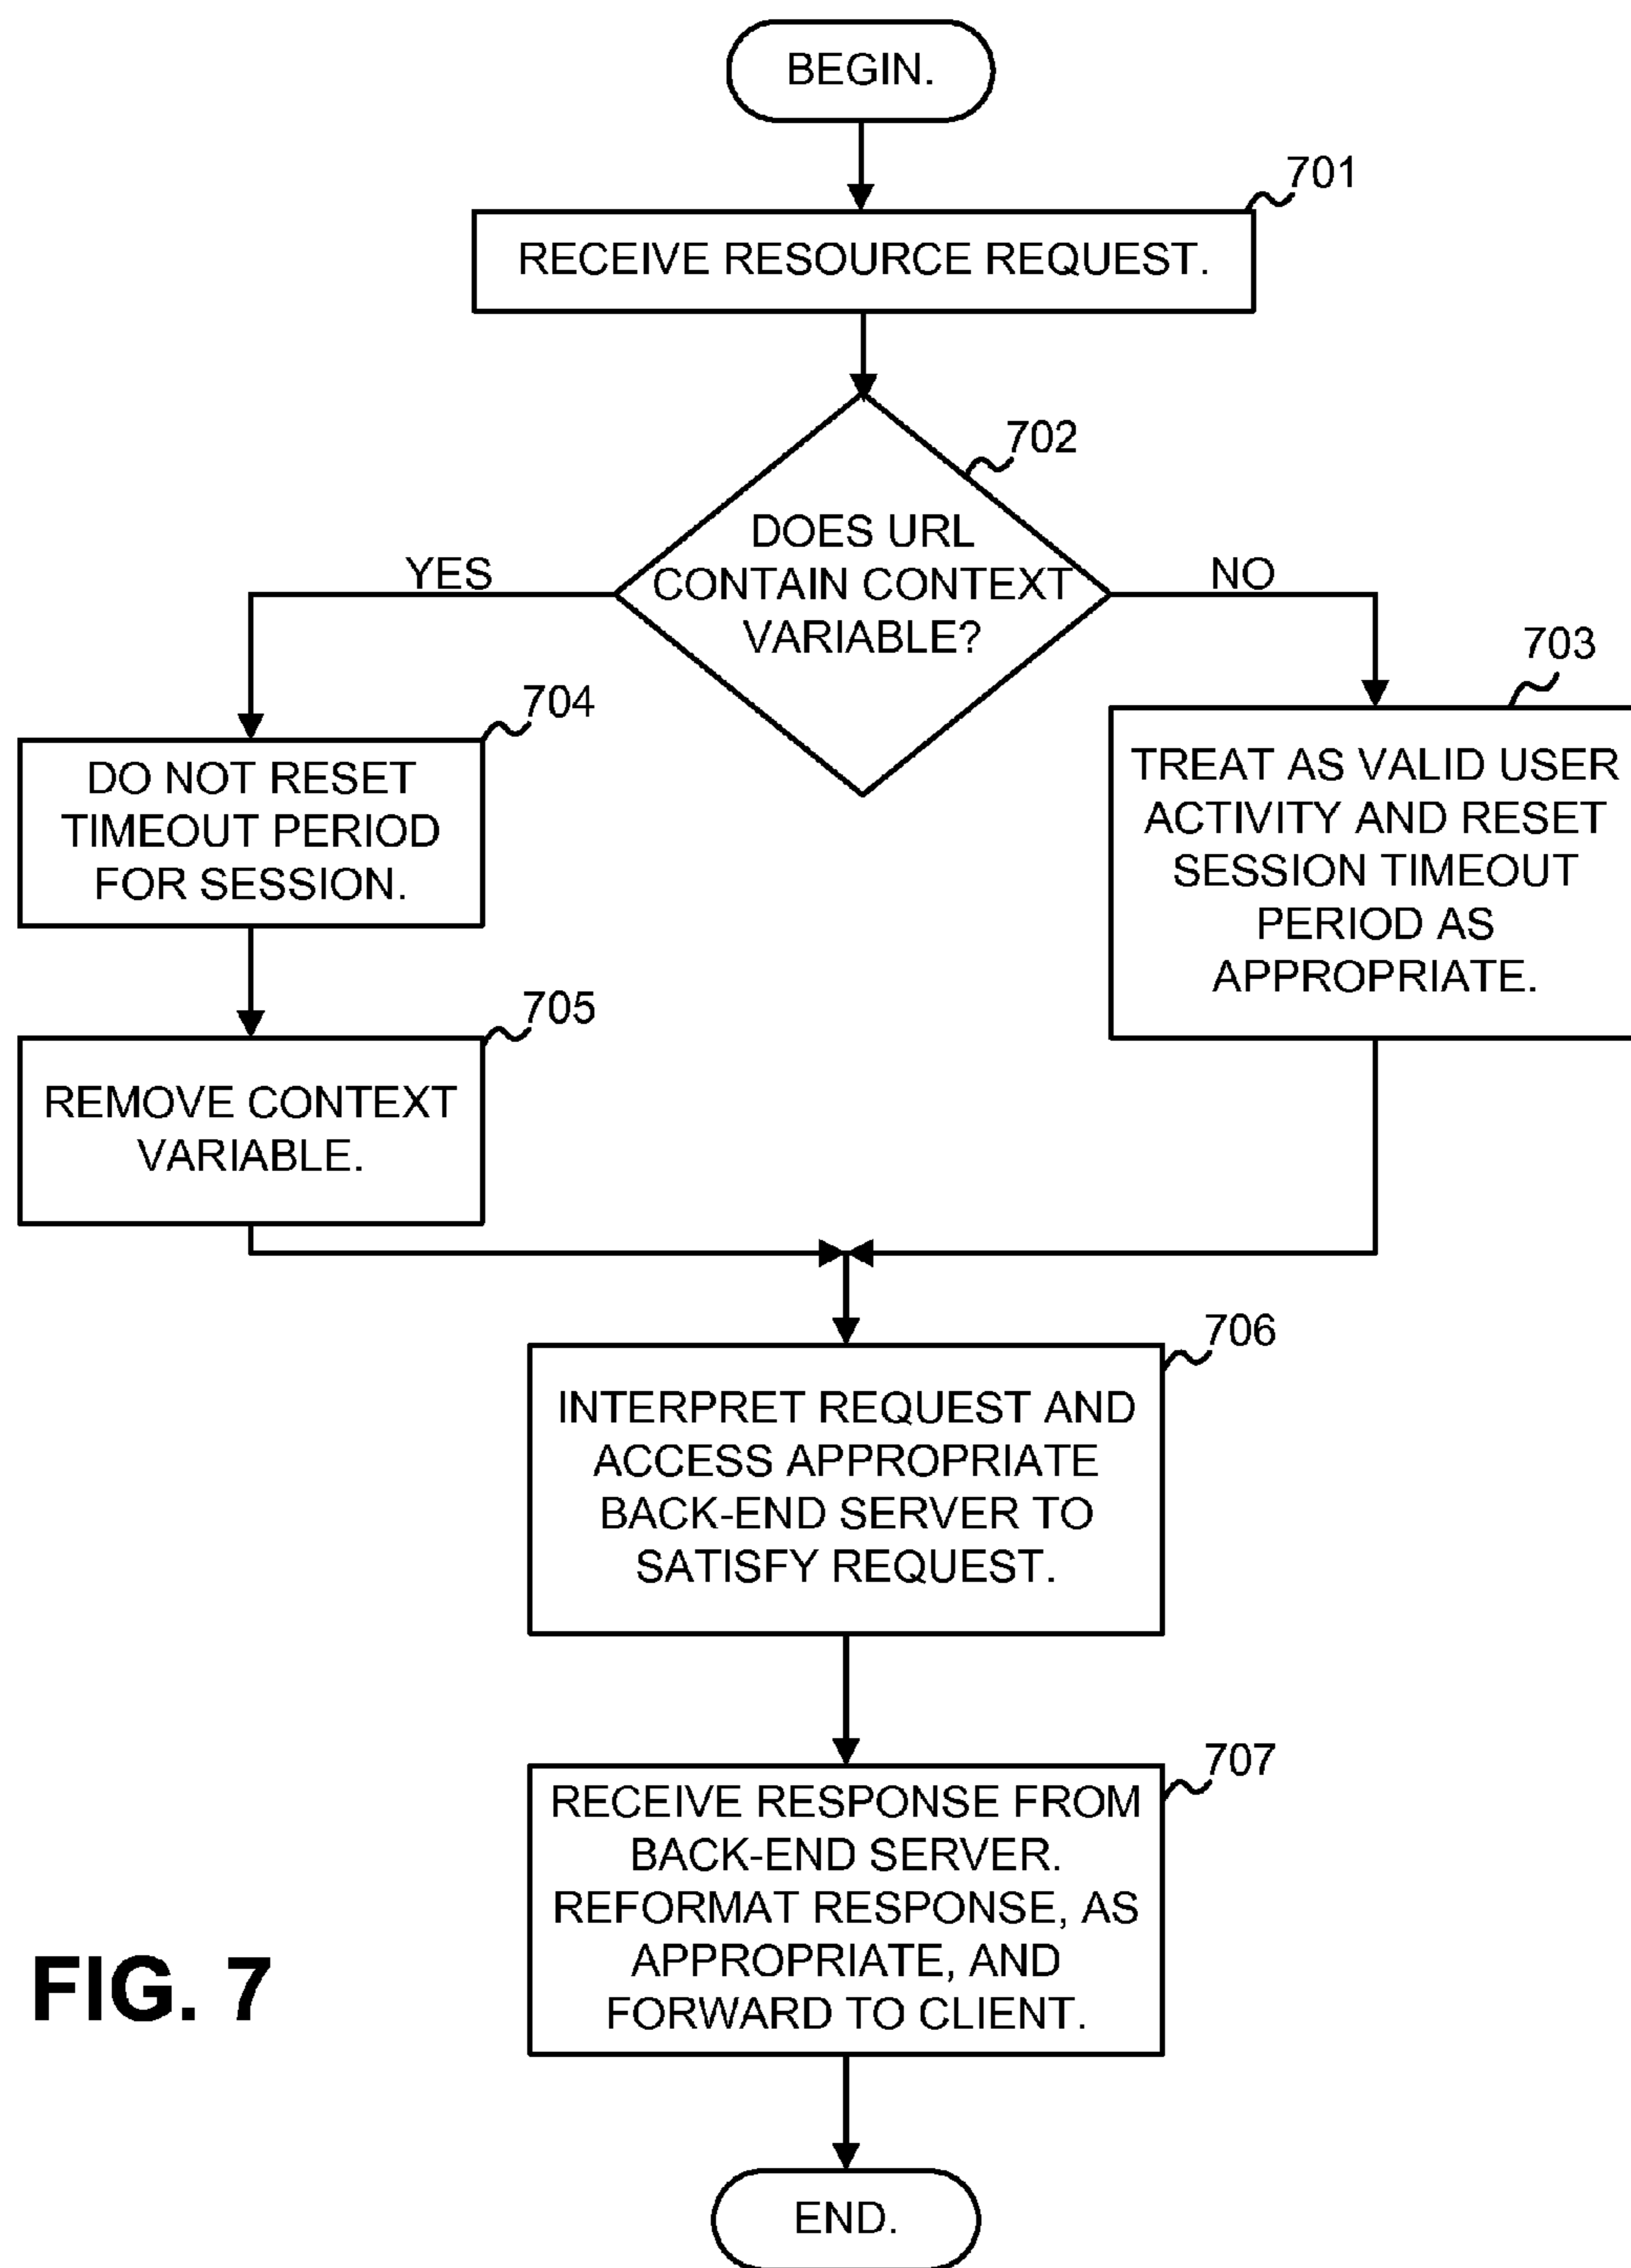 BEGIN.
701
RECEIVE RESOURCE REQUEST.
702
DOES URL
CONTAIN CONTEXT
VARIABLE?
YES
NO
703
TREAT AS VALID USER
ACTIVITY AND RESET
SESSION TIMEOUT
PERIOD AS
APPROPRIATE.
704
DO NOT RESET
TIMEOUT PERIOD
FOR SESSION.
705
REMOVE CONTEXT
VARIABLE.
706
INTERPRET REQUEST AND
ACCESS APPROPRIATE
BACK-END SERVER TO
SATISFY REQUEST.
707
RECEIVE RESPONSE FROM
BACK-END SERVER.
REFORMAT RESPONSE, AS
APPROPRIATE, AND
FORWARD TO CLIENT.
FIG. 7
END.